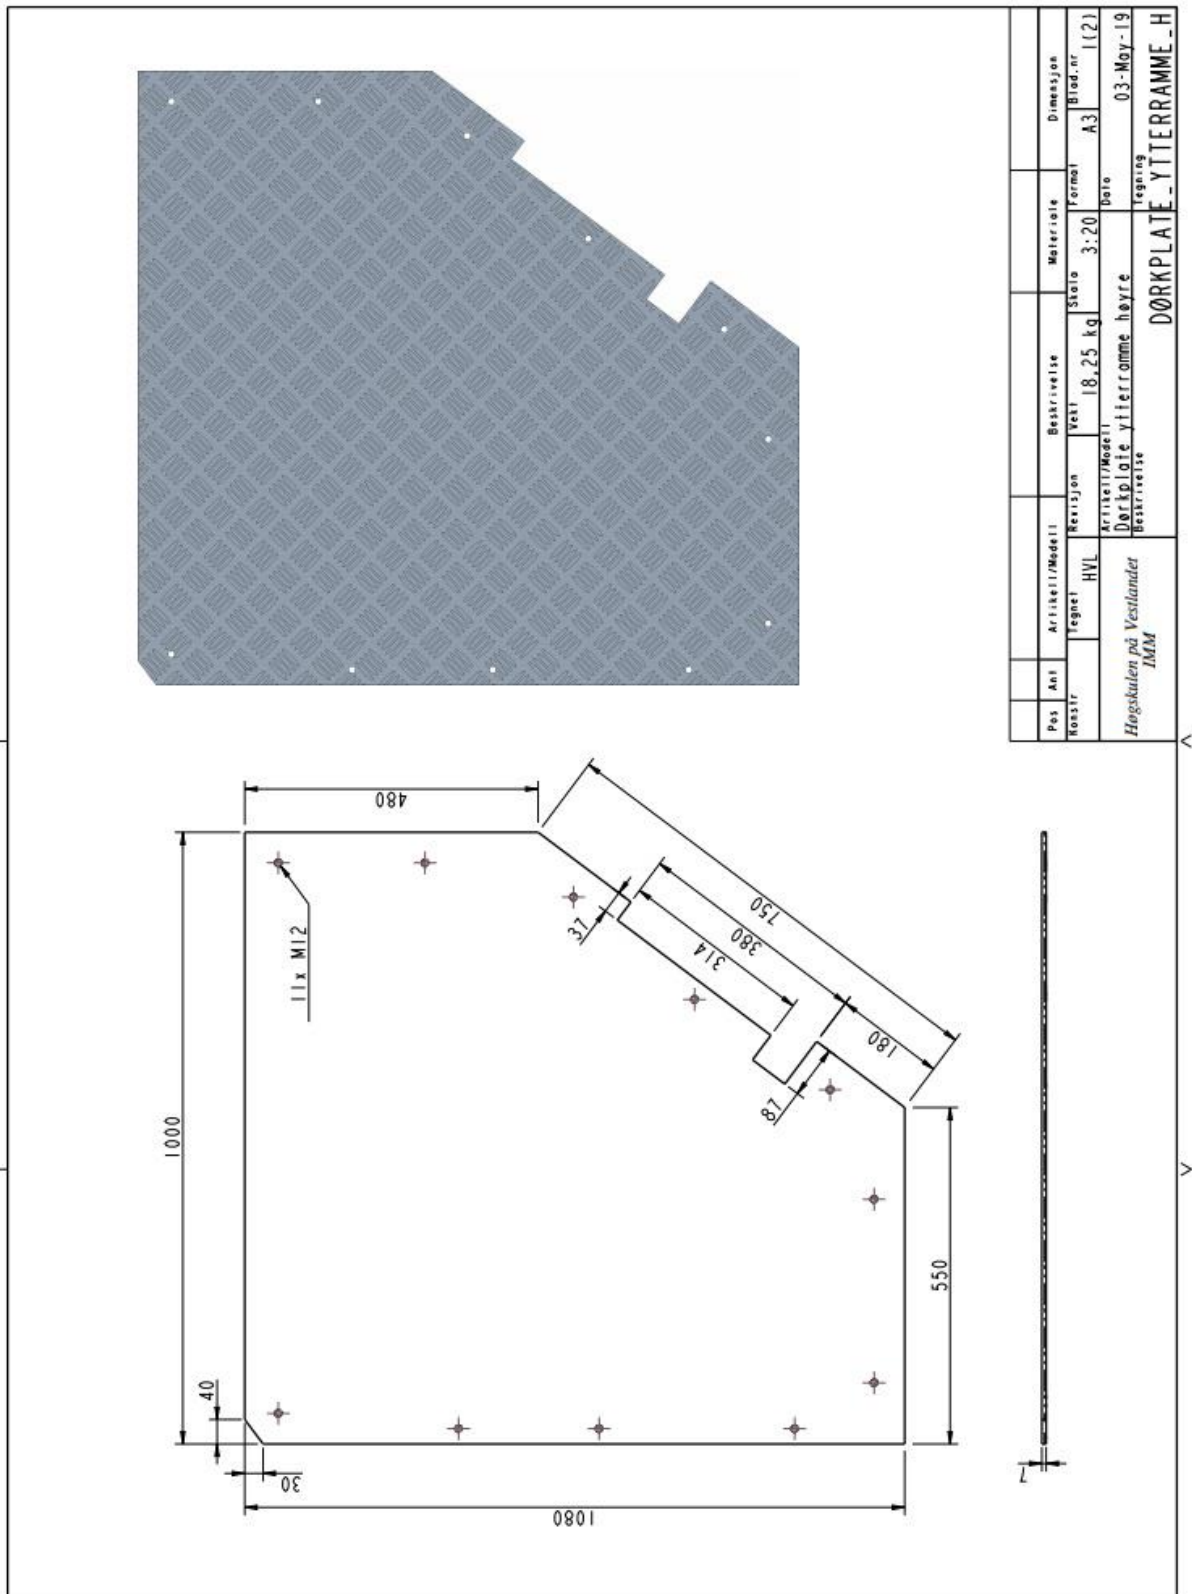 480
1000
11x M12
37
314
380
750
180
87
550
40
30
1080
7
Pos Ant Artikell/Modell Beskrivelse Materiale Dimensjon
Konstr Tegnet HVL Revisjon Vekt 18,25 kg Skala 3:20 Format A3 Blad.nr 1(2)
Høgskulen på Vestlandet
IMM
Artikell/Modell
Dørkplate ytterramme høyre
Dato 03-May-19
Beskrivelse Tegning
DØRKPLATE_YTTERRAMME_H